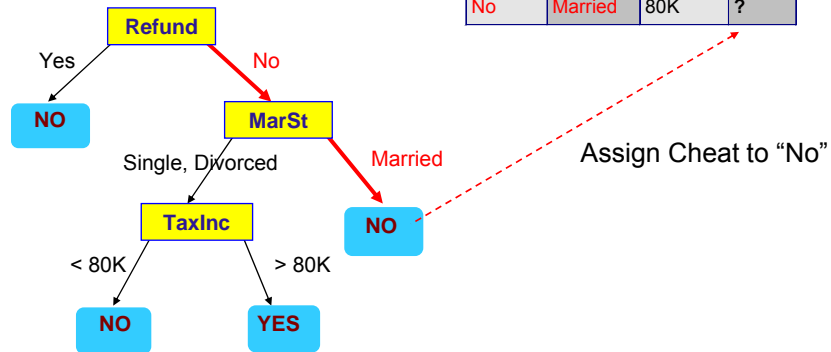 No Married 80K ?
Refund
Yes No
NO MarSt
Single, Divorced Married
Assign Cheat to “No”
TaxInc NO
< 80K > 80K
NO YES